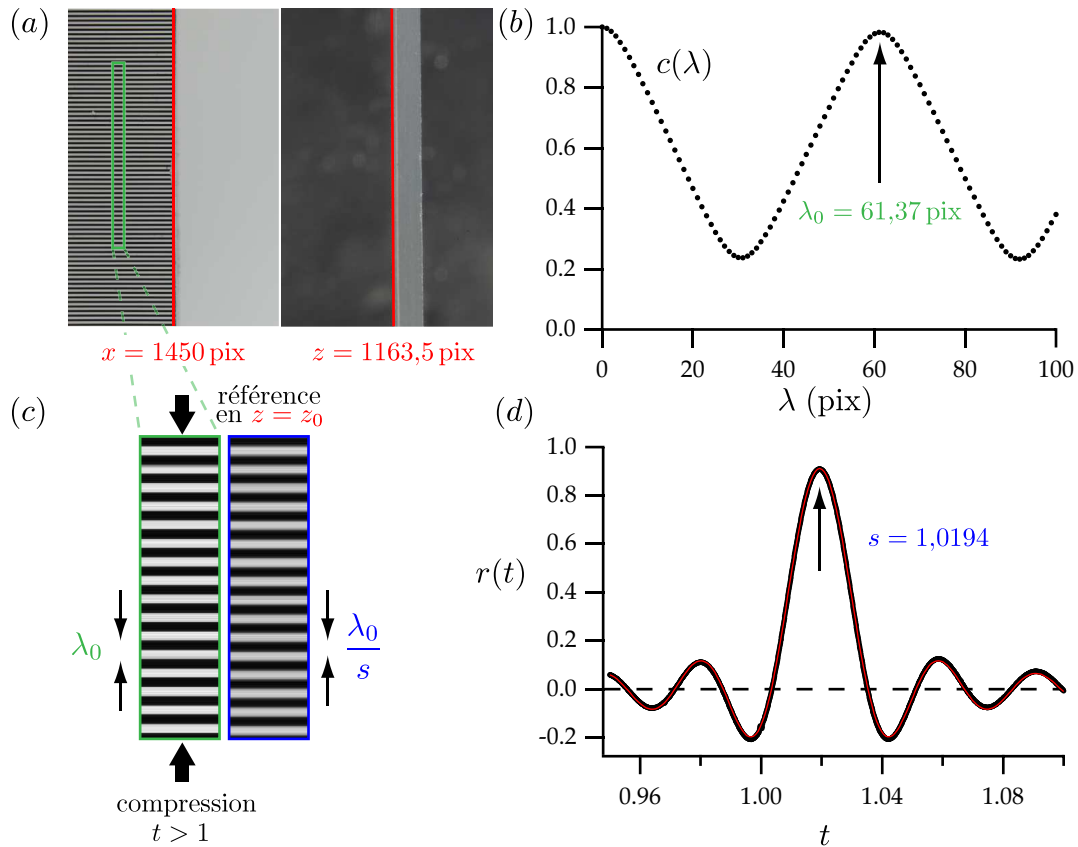 (a)
x = 1450 pix
z = 1163,5 pix
(b)
c(λ)
λ₀ = 61,37 pix
1.0
0.8
0.6
0.4
0.2
0.0
0 20 40 60 80 100
λ (pix)
(c)
référence
en z = z₀
λ₀
λ₀
s
compression
t > 1
(d)
r(t)
s = 1,0194
1.0
0.8
0.6
0.4
0.2
0.0
-0.2
0.96 1.00 1.04 1.08
t